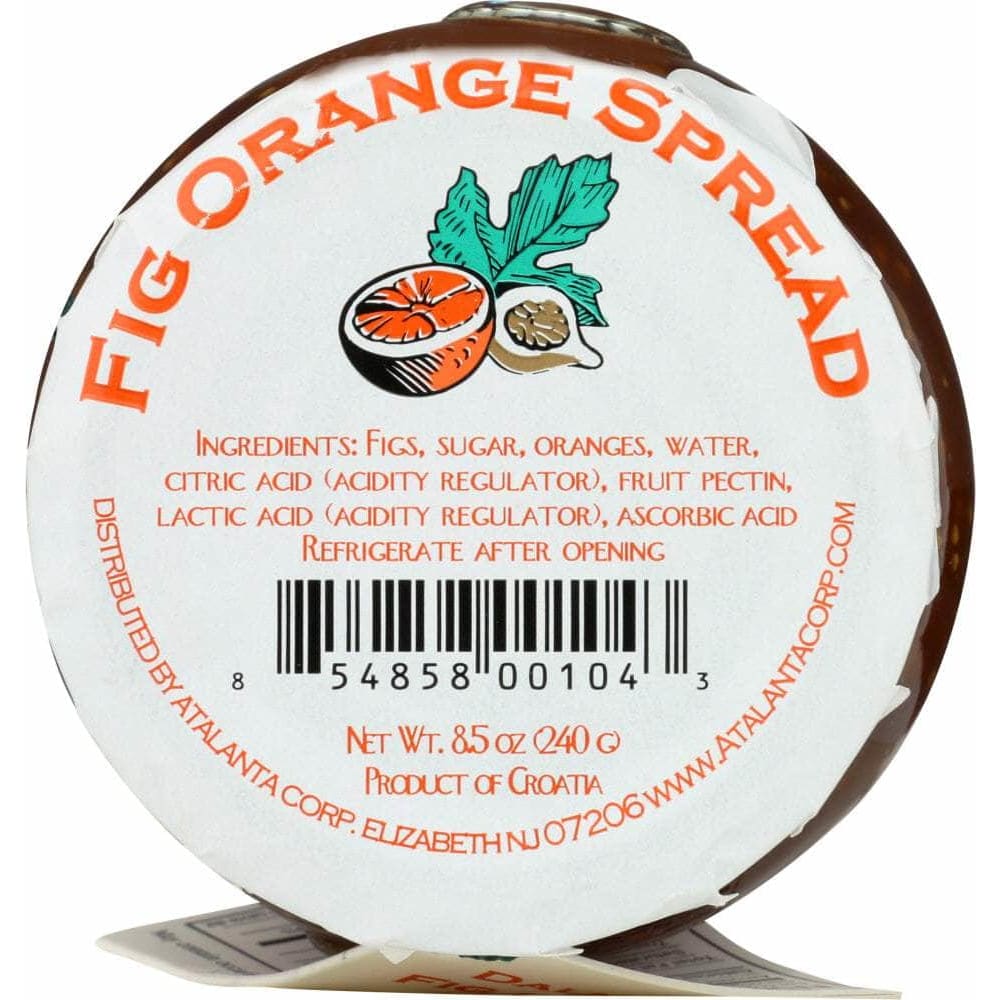 FIG ORANGE SPREAD
INGREDIENTS: FIGS, SUGAR, ORANGES, WATER,
CITRIC ACID (ACIDITY REGULATOR), FRUIT PECTIN,
LACTIC ACID (ACIDITY REGULATOR), ASCORBIC ACID
REFRIGERATE AFTER OPENING
8 54858 00104 3
NET WT. 8.5 OZ (240 G)
PRODUCT OF CROATIA
DISTRIBUTED BY ATALANTA CORP. ELIZABETH NJ 07206 WWW.ATALANTACORP.COM